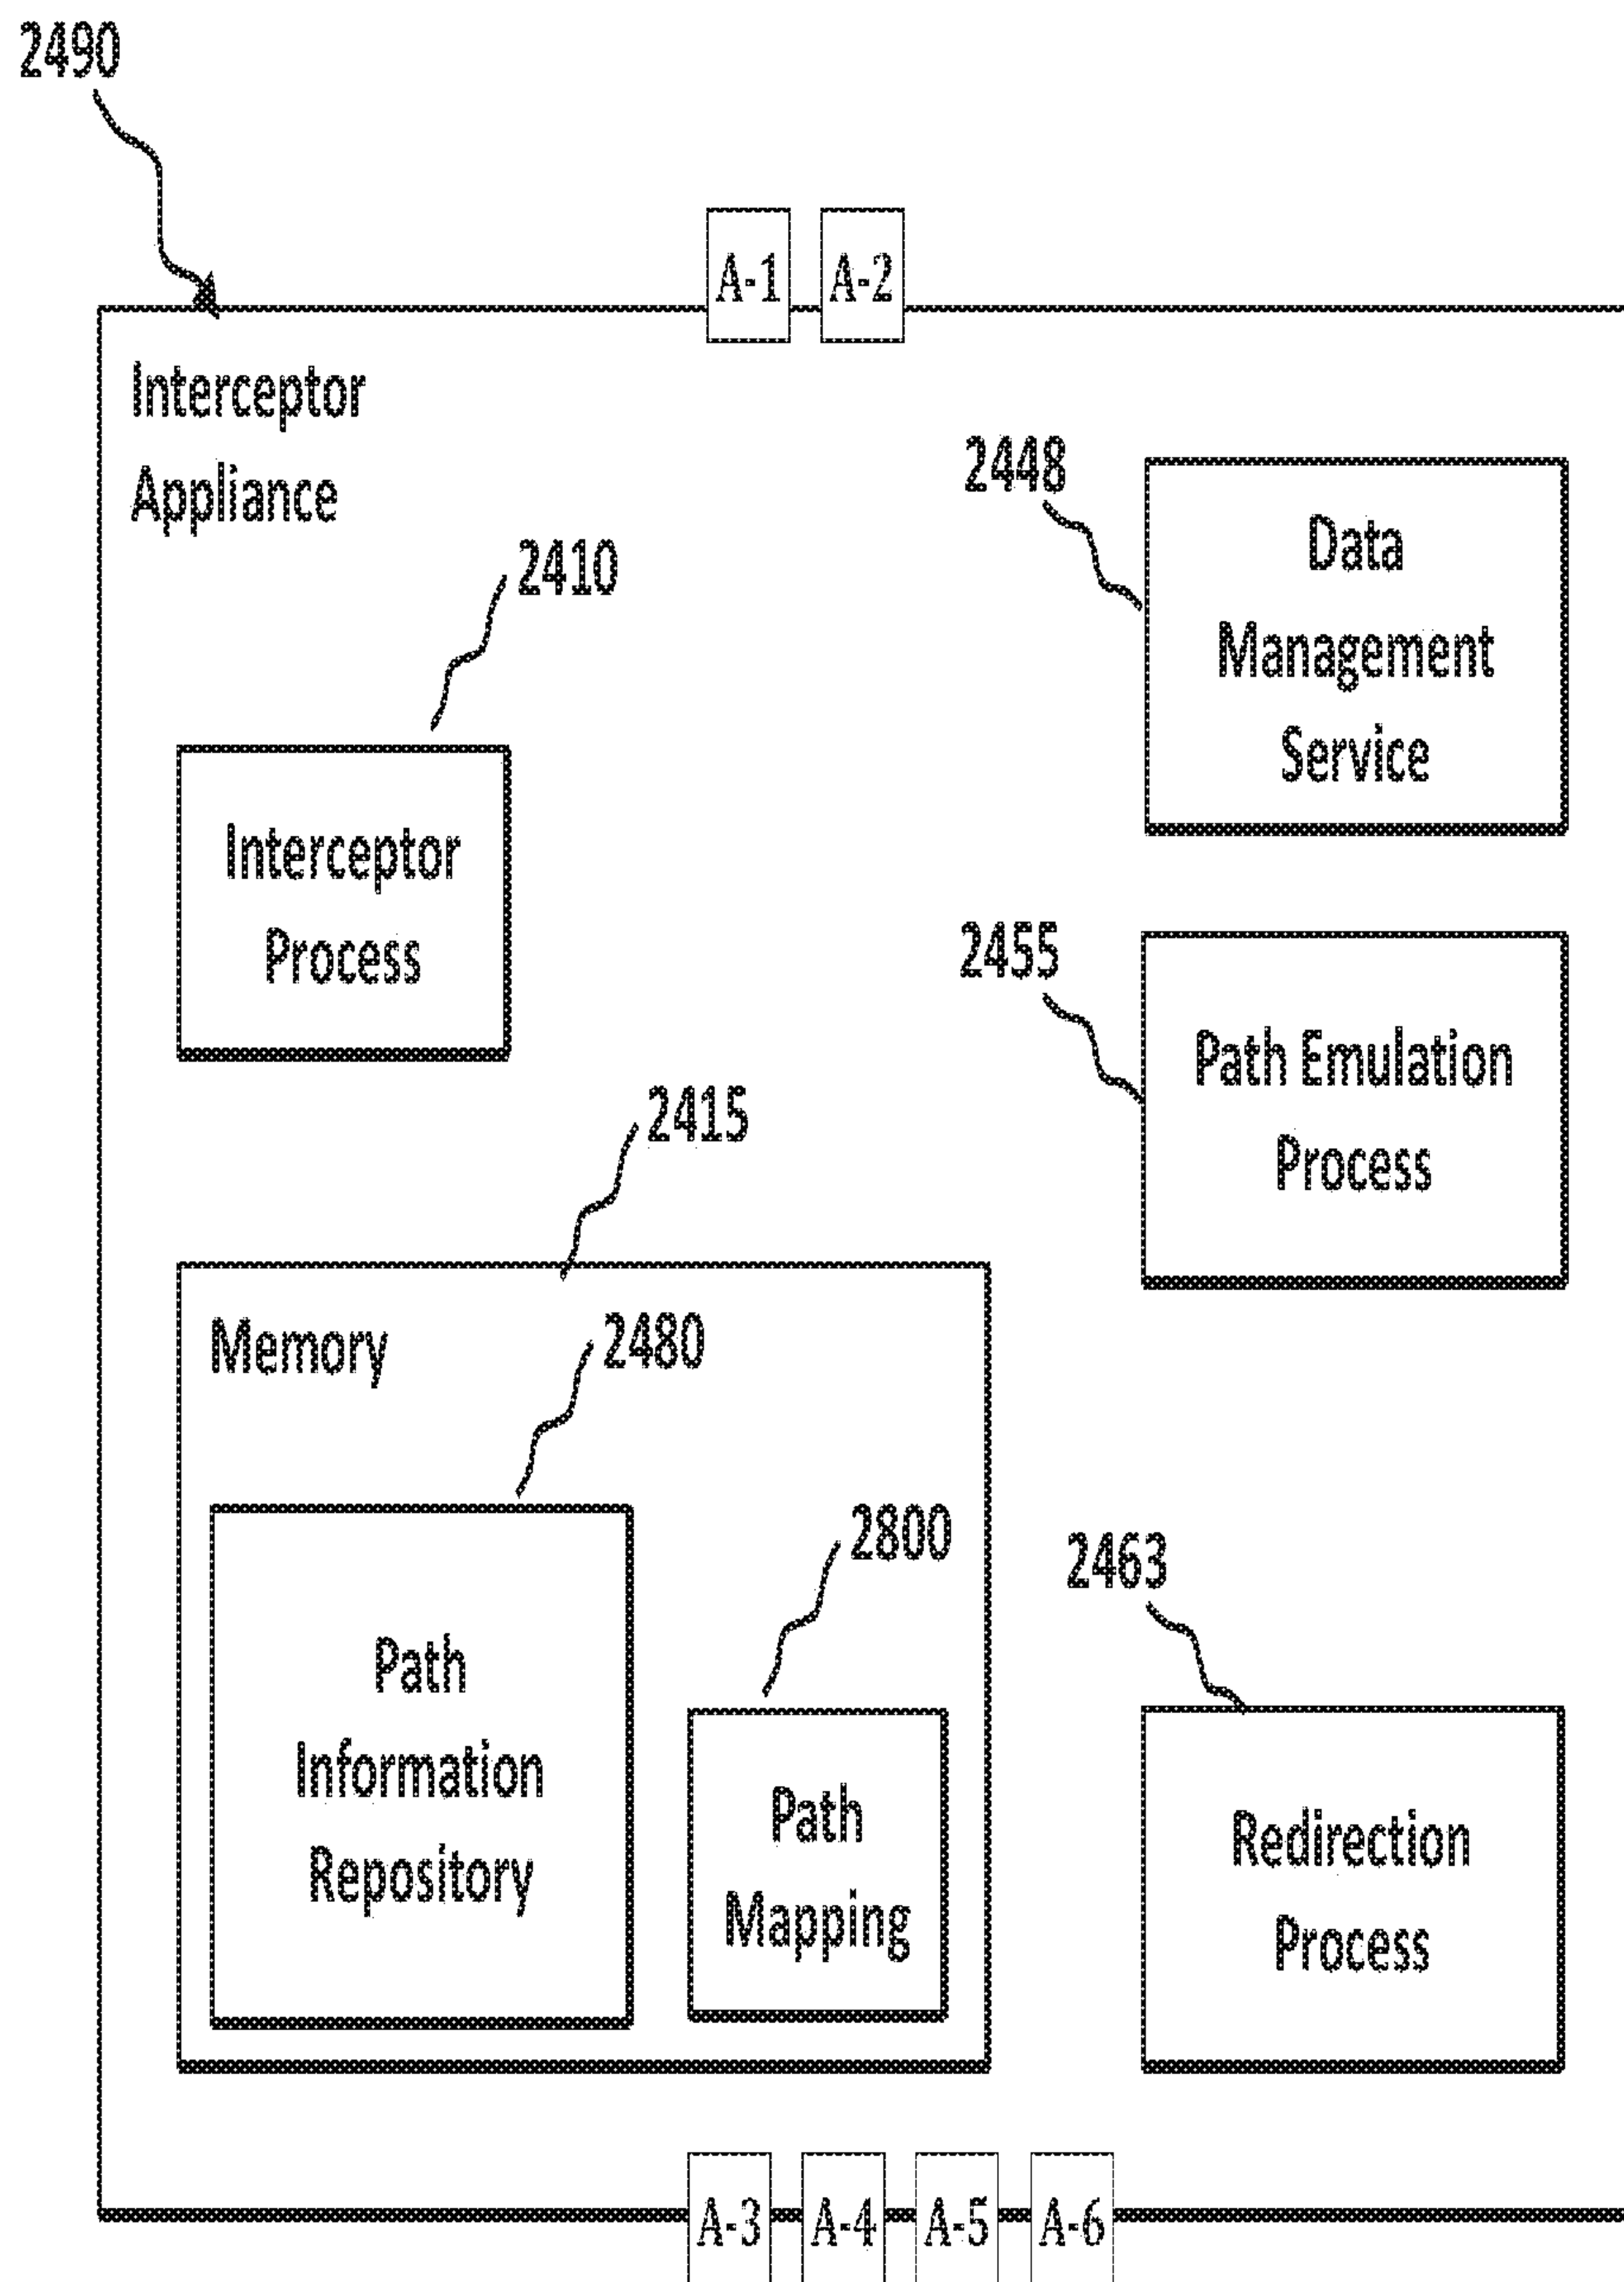 2490
A-1 A-2
Interceptor
Appliance
2448
Data
Management
Service
2410
Interceptor
Process
2455
Path Emulation
Process
2415
Memory
2480
Path
Information
Repository
2800
Path
Mapping
2463
Redirection
Process
A-3 A-4 A-5 A-6